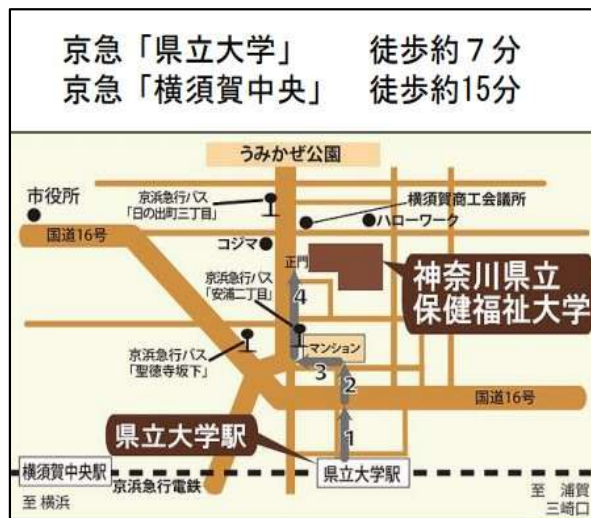 京急「県立大学」　徒歩約７分
京急「横須賀中央」　徒歩約15分
うみかぜ公園
市役所
京浜急行バス
「日の出町三丁目」
横須賀商工会議所
ハローワーク
国道16号
コジマ
正門
京浜急行バス
「安浦二丁目」
4
神奈川県立
保健福祉大学
京浜急行バス
「聖徳寺坂下」
マンション
3
2
国道16号
県立大学駅
1
横須賀中央駅
県立大学駅
京浜急行電鉄
至 横浜
至　浦賀
三崎口